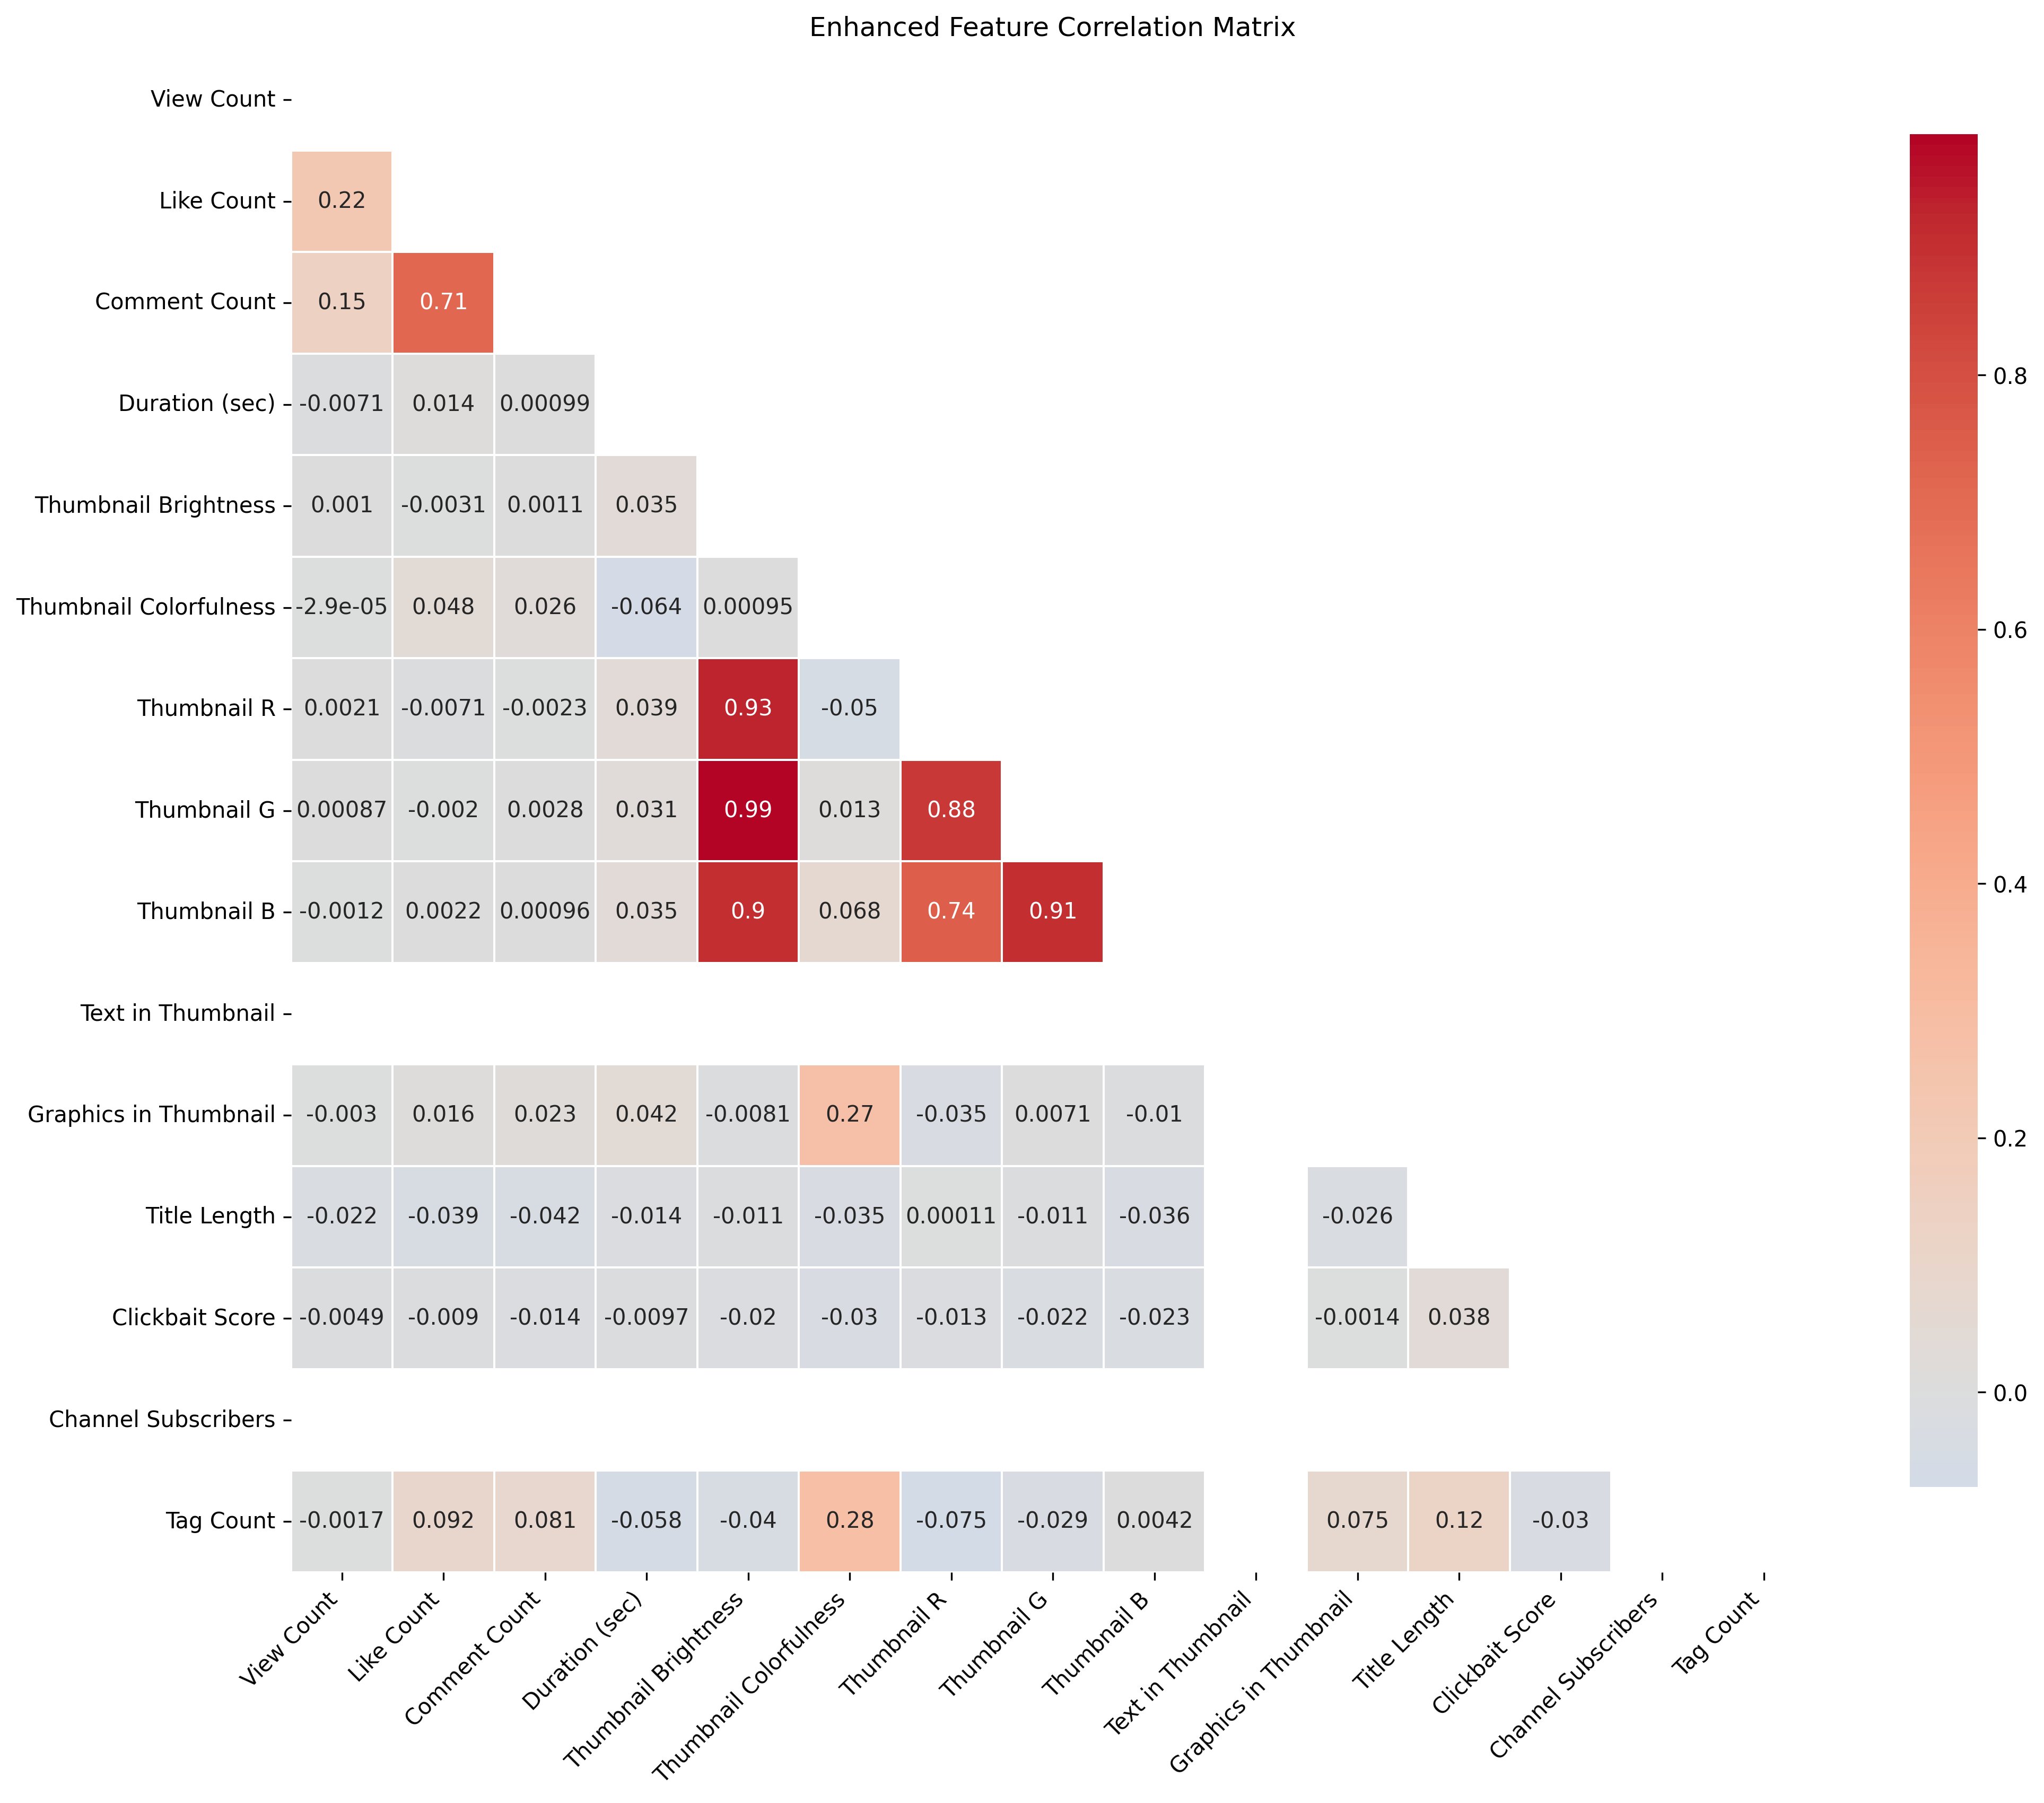 Enhanced Feature Correlation Matrix
View Count
Like Count 0.22
Comment Count 0.15 0.71
Duration (sec) -0.0071 0.014 0.00099
Thumbnail Brightness 0.001 -0.0031 0.0011 0.035
Thumbnail Colorfulness -2.9e-05 0.048 0.026 -0.064 0.00095
Thumbnail R 0.0021 -0.0071 -0.0023 0.039 0.93 -0.05
Thumbnail G 0.00087 -0.002 0.0028 0.031 0.99 0.013 0.88
Thumbnail B -0.0012 0.0022 0.00096 0.035 0.9 0.068 0.74 0.91
Text in Thumbnail
Graphics in Thumbnail -0.003 0.016 0.023 0.042 -0.0081 0.27 -0.035 0.0071 -0.01
Title Length -0.022 -0.039 -0.042 -0.014 -0.011 -0.035 0.00011 -0.011 -0.036 -0.026
Clickbait Score -0.0049 -0.009 -0.014 -0.0097 -0.02 -0.03 -0.013 -0.022 -0.023 -0.0014 0.038
Channel Subscribers
Tag Count -0.0017 0.092 0.081 -0.058 -0.04 0.28 -0.075 -0.029 0.0042 0.075 0.12 -0.03
View Count
Like Count
Comment Count
Duration (sec)
Thumbnail Brightness
Thumbnail Colorfulness
Thumbnail R
Thumbnail G
Thumbnail B
Text in Thumbnail
Graphics in Thumbnail
Title Length
Clickbait Score
Channel Subscribers
Tag Count
0.8
0.6
0.4
0.2
0.0